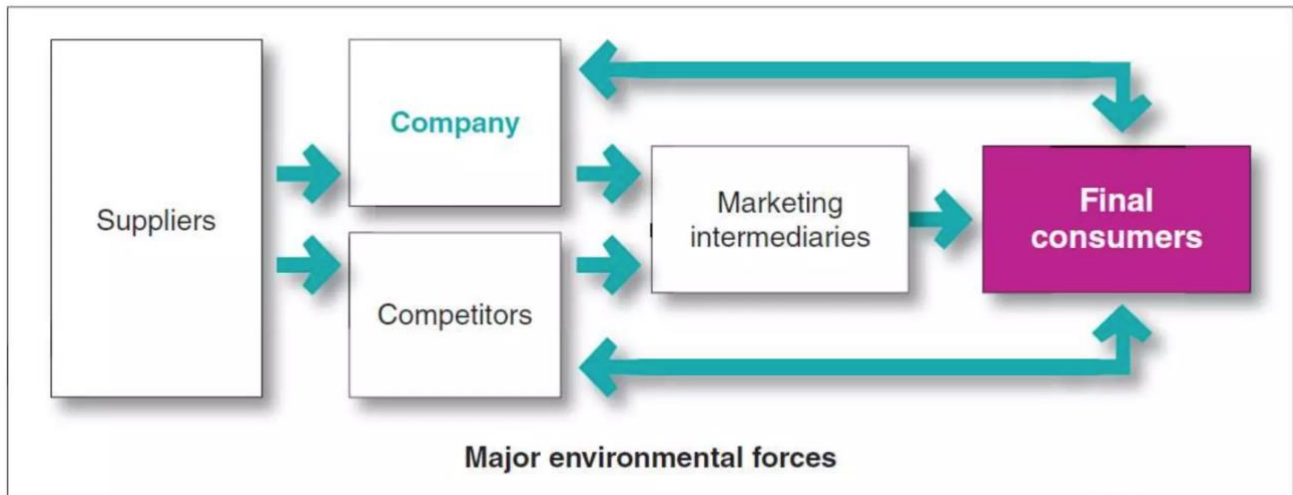 Suppliers
Company
Competitors
Marketing
intermediaries
Final
consumers
Major environmental forces